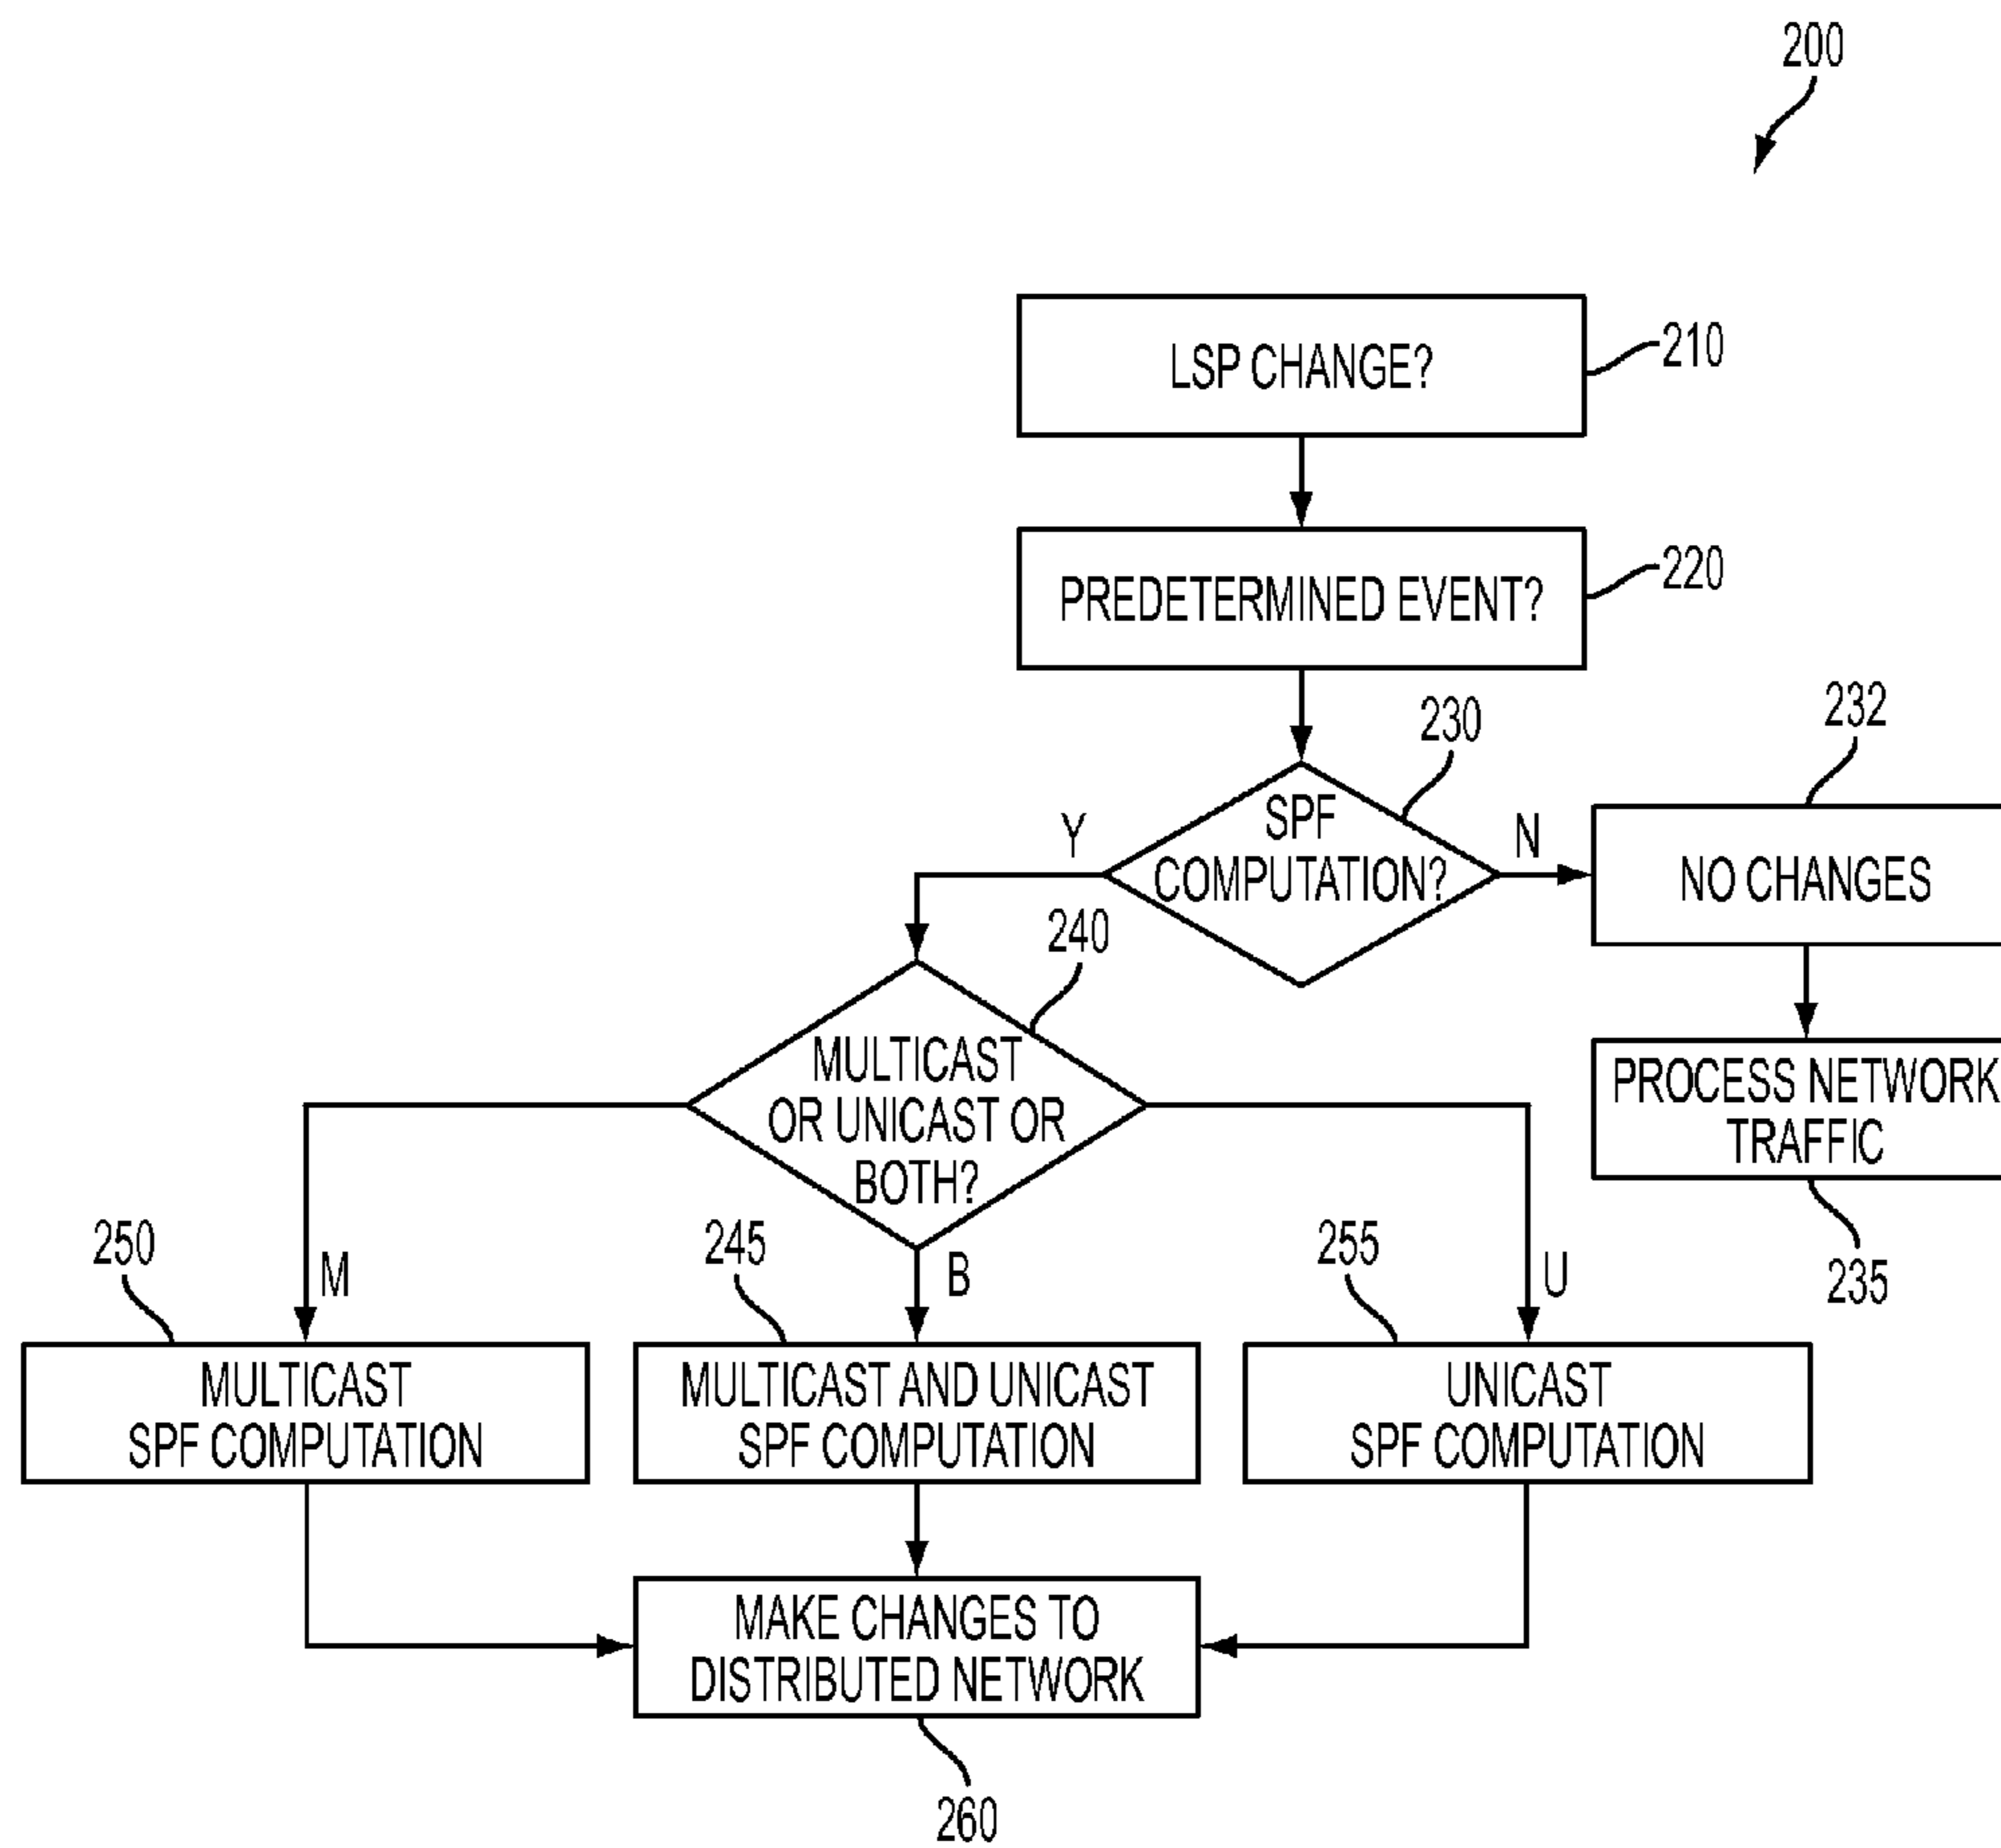 200
LSP CHANGE?
210
PREDETERMINED EVENT?
220
230
232
SPF
COMPUTATION?
Y
N
NO CHANGES
240
MULTICAST
OR UNICAST OR
BOTH?
PROCESS NETWORK
TRAFFIC
235
250
M
245
B
255
U
MULTICAST
SPF COMPUTATION
MULTICAST AND UNICAST
SPF COMPUTATION
UNICAST
SPF COMPUTATION
MAKE CHANGES TO
DISTRIBUTED NETWORK
260